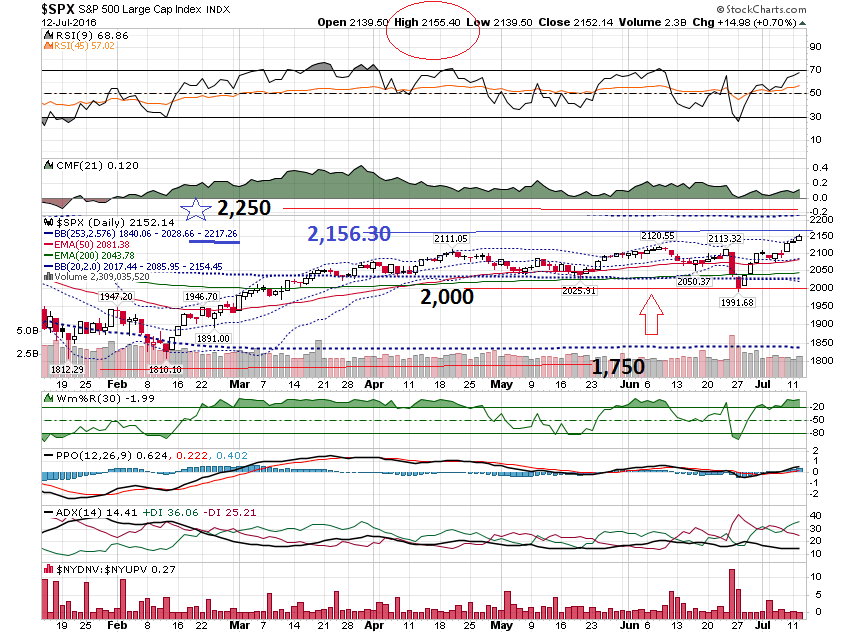 $SPX S&P 500 Large Cap Index INDX
© StockCharts.com
12-Jul-2016
Open 2139.50 High 2155.40 Low 2139.50 Close 2152.14 Volume 2.3B Chg +14.98 (+0.70%)
RSI(9) 68.86
RSI(45) 57.02
90
70
50
30
10
CMF(21) 0.120
0.4
0.2
0.0
-0.2
2,250
$SPX (Daily) 2152.14
BB(253,2.576) 1840.06 - 2028.66 - 2217.26
EMA(50) 2081.38
EMA(200) 2043.78
BB(20,2.0) 2017.44 - 2085.95 - 2154.45
Volume 2,309,035,520
2,156.30
2111.05
2120.55
2113.32
2200
2150
2100
2050
2000
1950
1900
1850
1800
1947.20
1946.70
2,000
2025.91
2050.37
1991.68
1891.00
5.0B
2.5B
1812.29
1810.10
1,750
19 25 Feb 8 16 22 Mar 7 14 21 28 Apr 11 18 25 May 9 16 23 Jun 6 13 20 27 Jul 11
Wm%R(30) -1.99
-20
-50
-80
PPO(12,26,9) 0.624, 0.222, 0.402
2
1
0
-1
-2
ADX(14) 14.41 +DI 36.06 -DI 25.21
40
30
20
10
$NYDNV:$NYUPV 0.27
10
5
0
19 25 Feb 8 16 22 Mar 7 14 21 28 Apr 11 18 25 May 9 16 23 Jun 6 13 20 27 Jul 11